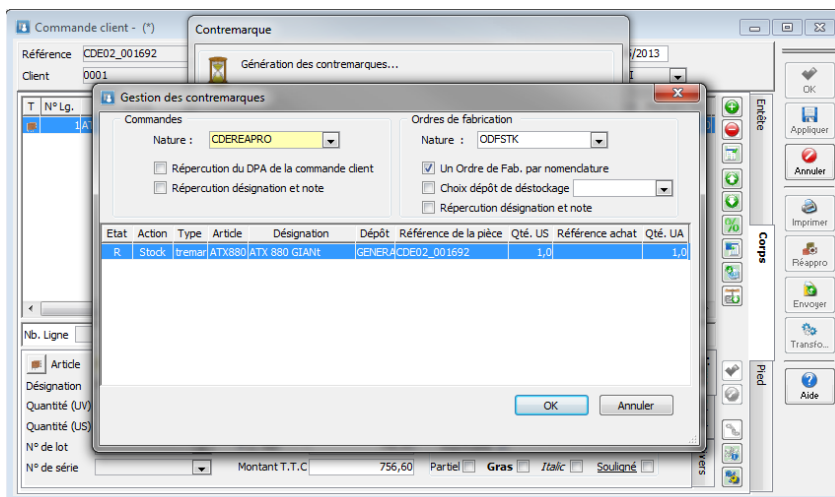 Commande client - (*)
Contremarque
Référence CDE02_001692
/2013
Client 0001
Génération des contremarques...
OK
T N° Lg.
1
Entête
Appliquer
Gestion des contremarques
Commandes
Ordres de fabrication
Nature : CDEREAPRO
Nature : ODFSTK
Annuler
Répercution du DPA de la commande client
Un Ordre de Fab. par nomenclature
Répercution désignation et note
Choix dépôt de déstockage
Répercution désignation et note
Imprimer
Etat Action Type Article Désignation Dépôt Référence de la pièce Qté. US Référence achat Qté. UA
R Stock tremar ATX880 ATX 880 GIANt GENERA CDE02_001692 1,0 1,0
Corps
Réappro
Envoyer
Nb. Ligne
Transfo...
Article
Pied
Désignation
Aide
Quantité (UV)
OK Annuler
Quantité (US)
N° de lot
N° de série Montant T.T.C 756,60 Partiel Gras Italic Souligné